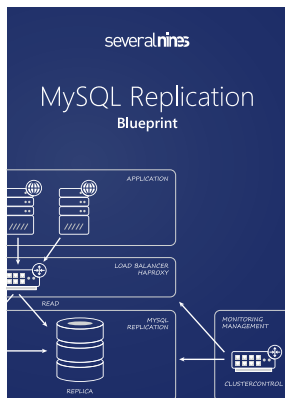 severalnines
MySQL Replication
Blueprint
APPLICATION
LOAD BALANCER
HAPROXY
READ
MYSQL
REPLICATION
MONITORING
MANAGEMENT
REPLICA
CLUSTERCONTROL